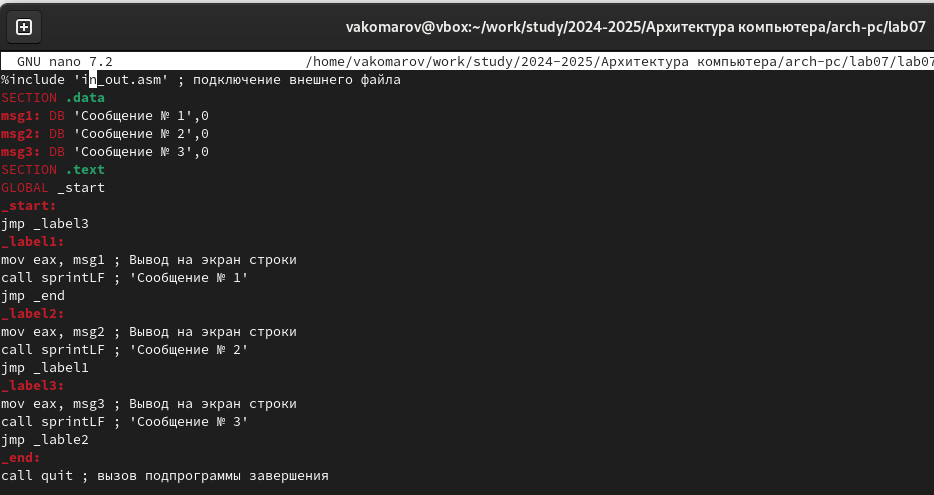 vakomarov@vbox:~/work/study/2024-2025/Архитектура компьютера/arch-pc/lab07
GNU nano 7.2 /home/vakomarov/work/study/2024-2025/Архитектура компьютера/arch-pc/lab07/lab07
%include 'in_out.asm' ; подключение внешнего файла
SECTION .data
msg1: DB 'Сообщение № 1',0
msg2: DB 'Сообщение № 2',0
msg3: DB 'Сообщение № 3',0
SECTION .text
GLOBAL _start
_start:
jmp _label3
_label1:
mov eax, msg1 ; Вывод на экран строки
call sprintLF ; 'Сообщение № 1'
jmp _end
_label2:
mov eax, msg2 ; Вывод на экран строки
call sprintLF ; 'Сообщение № 2'
jmp _label1
_label3:
mov eax, msg3 ; Вывод на экран строки
call sprintLF ; 'Сообщение № 3'
jmp _lable2
_end:
call quit ; вызов подпрограммы завершения